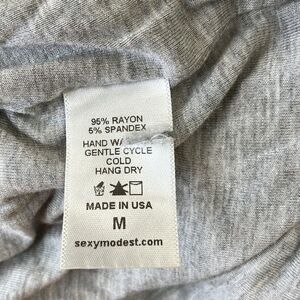 95% RAYON
5% SPANDEX
HAND
GENTLE CYCLE
COLD
HANG DRY
MADE IN USA
M
sexymodest.com